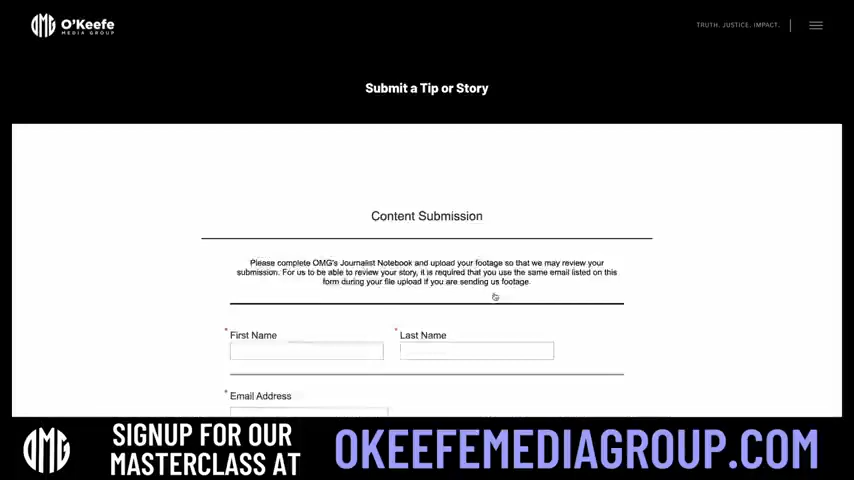 OMG O'Keefe
MEDIA GROUP
TRUTH. JUSTICE. IMPACT.
Submit a Tip or Story
Content Submission
Please complete OMG's Journalist Notebook and upload your footage so that we may review your
submission. For us to be able to review your story, it is required that you use the same email listed on this
form during your file upload if you are sending us footage.
* First Name * Last Name
* Email Address
OMG
SIGNUP FOR OUR
MASTERCLASS AT
OKEEFEMEDIAGROUP.COM